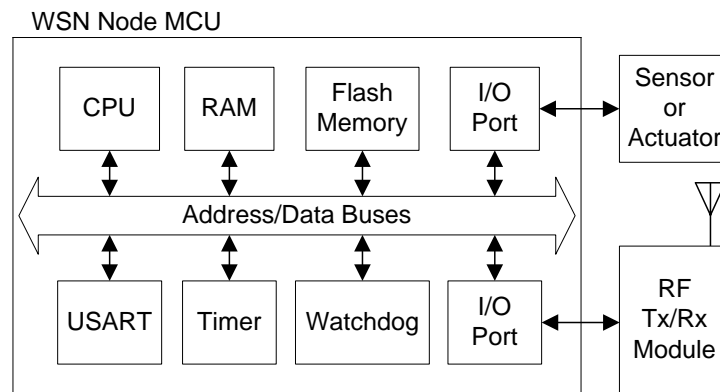 WSN Node MCU
CPU
RAM
Flash
Memory
I/O
Port
Sensor
or
Actuator
Address/Data Buses
USART
Timer
Watchdog
I/O
Port
RF
Tx/Rx
Module